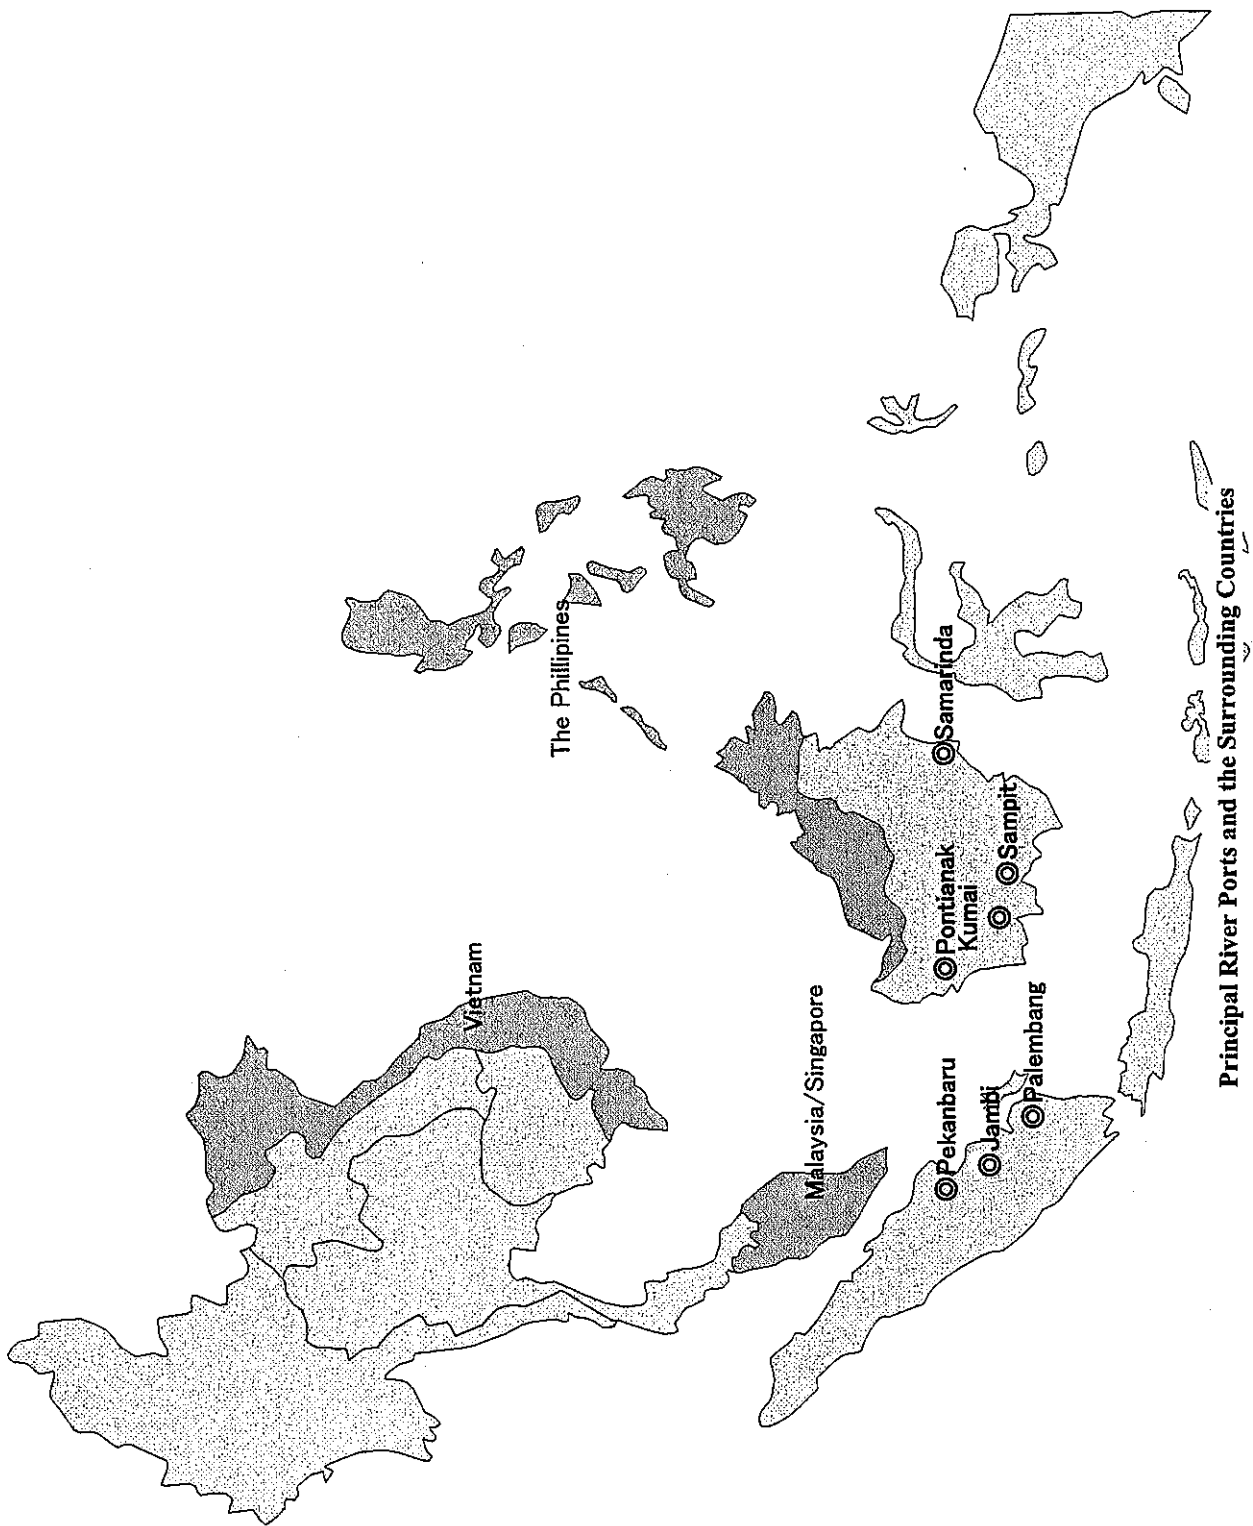 Vietnam
The Phillipines
Malaysia/Singapore
Pekanbaru
Jambi
Palembang
Pontianak
Kumai
Sampit
Samarinda
Principal River Ports and the Surrounding Countries